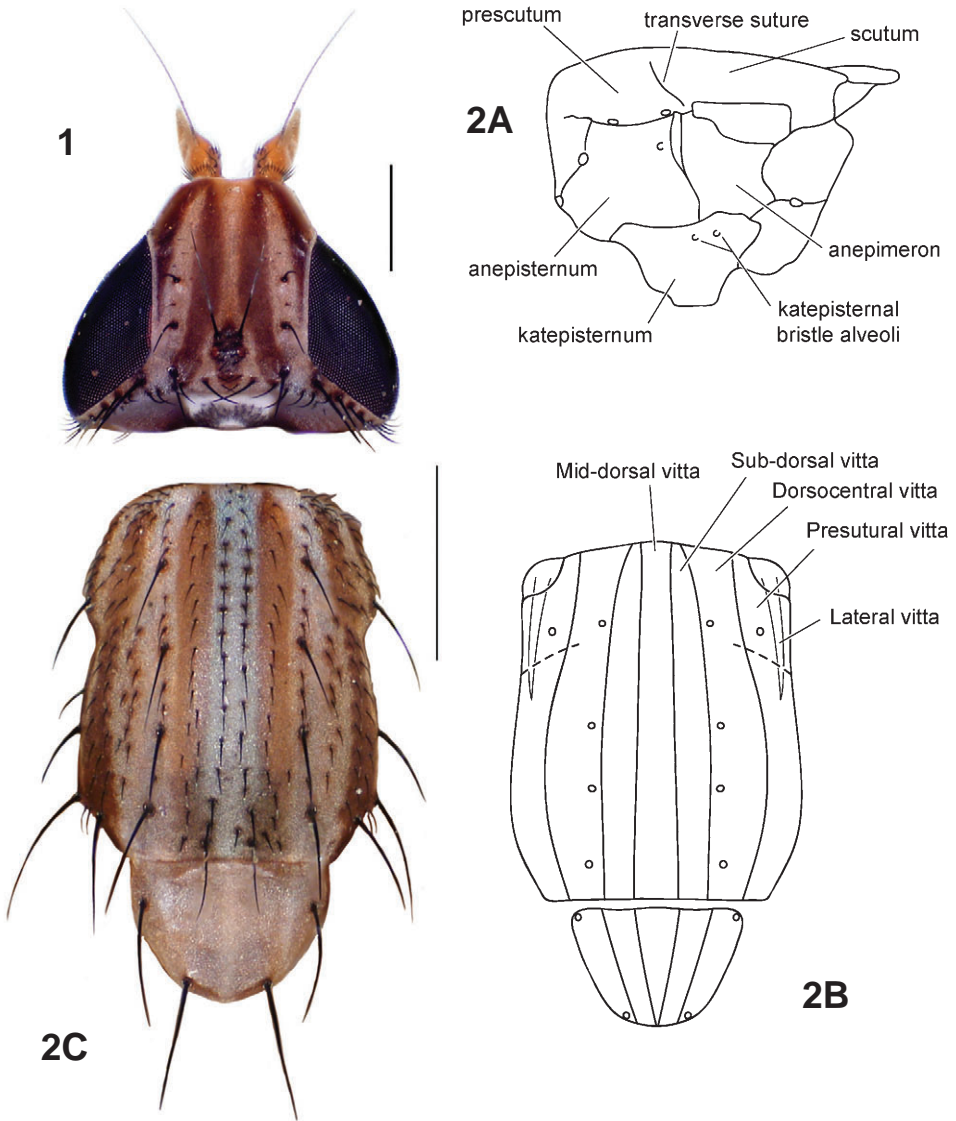 1
prescutum
transverse suture
scutum
2A
anepisternum
anepimeron
katepisternum
katepisternal
bristle alveoli
Mid-dorsal vitta
Sub-dorsal vitta
Dorsocentral vitta
Presutural vitta
Lateral vitta
2B
2C